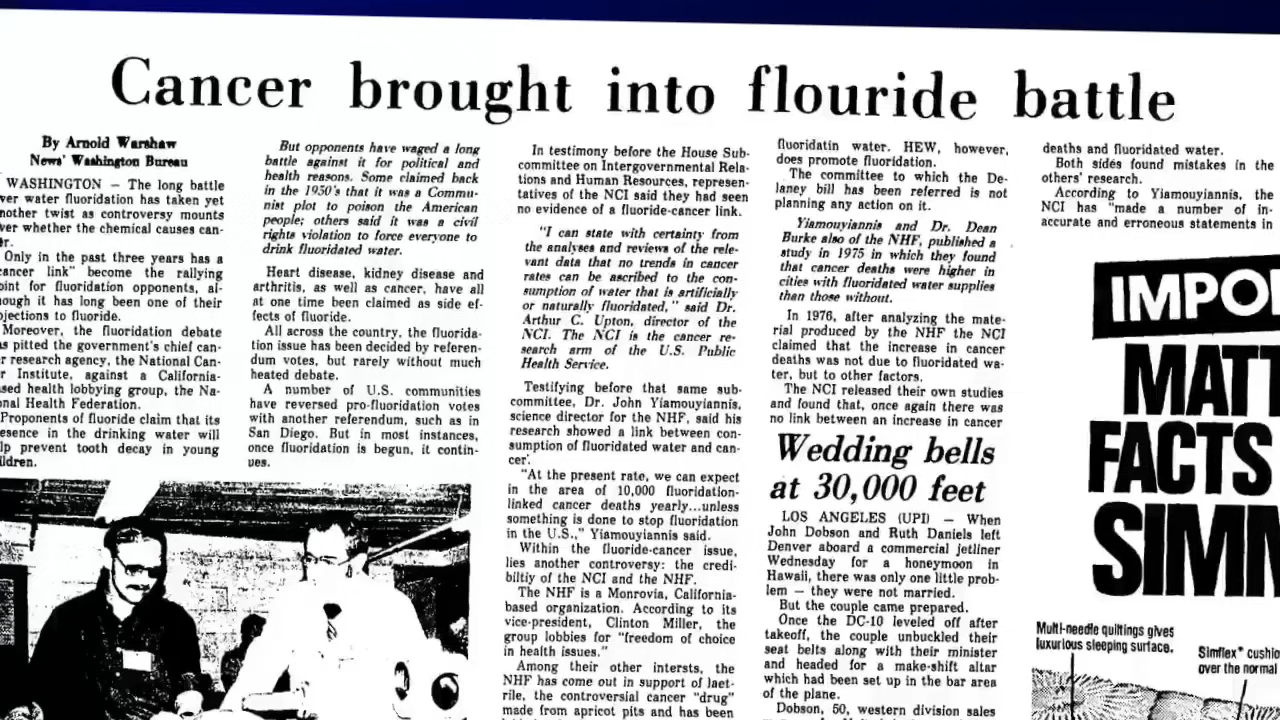 Cancer brought into flouride battle
By Arnold Warshaw
News' Washington Bureau
WASHINGTON — The long battle
ver water fluoridation has taken yet
nother twist as controversy mounts
ver whether the chemical causes can-
er.
Only in the past three years has a
cancer link" become the rallying
oint for fluoridation opponents, al-
hough it has long been one of their
bjections to fluoride.
Moreover, the fluoridation debate
as pitted the government's chief can-
r research agency, the National Can-
r Institute, against a California-
sed health lobbying group, the Na-
onal Health Federation.
Proponents of fluoride claim that its
esence in the drinking water will
lp prevent tooth decay in young
ildren.
But opponents have waged a long
battle against it for political and
health reasons. Some claimed back
in the 1950's that it was a Commu-
nist plot to poison the American
people; others said it was a civil
rights violation to force everyone to
drink fluoridated water.
Heart disease, kidney disease and
arthritis, as well as cancer, have all
at one time been claimed as side ef-
fects of fluoride.
All across the country, the fluorida-
tion issue has been decided by referen-
dum votes, but rarely without much
heated debate.
A number of U.S. communities
have reversed pro-fluoridation votes
with another referendum, such as in
San Diego. But in most instances,
once fluoridation is begun, it contin-
ues.
In testimony before the House Sub-
committee on Intergovernmental Rela-
tions and Human Resources, represen-
tatives of the NCI said they had seen
no evidence of a fluoride-cancer link.
"I can state with certainty from
the analyses and reviews of the rele-
vant data that no trends in cancer
rates can be ascribed to the con-
sumption of water that is artificially
or naturally fluoridated," said Dr.
Arthur C. Upton, director of the
NCI. The NCI is the cancer re-
search arm of the U.S. Public
Health Service.
Testifying before that same sub-
committee, Dr. John Yiamouyiannis,
science director for the NHF, said his
research showed a link between con-
sumption of fluoridated water and can-
cer.
"At the present rate, we can expect
in the area of 10,000 fluoridation-
linked cancer deaths yearly...unless
something is done to stop fluoridation
in the U.S.," Yiamouyiannis said.
Within the fluoride-cancer issue,
lies another controversy: the credi-
biltiy of the NCI and the NHF.
The NHF is a Monrovia, California-
based organization. According to its
vice-president, Clinton Miller, the
group lobbies for "freedom of choice
in health issues."
Among their other intersts, the
NHF has come out in support of laet-
rile, the controversial cancer "drug"
made from apricot pits and has been
fluoridatin water. HEW, however,
does promote fluoridation.
The committee to which the De-
laney bill has been referred is not
planning any action on it.
Yiamouyiannis and Dr. Dean
Burke also of the NHF, published a
study in 1975 in which they found
that cancer deaths were higher in
cities with fluoridated water supplies
than those without.
In 1976, after analyzing the mate-
rial produced by the NHF the NCI
claimed that the increase in cancer
deaths was not due to fluoridated wa-
ter, but to other factors.
The NCI released their own studies
and found that, once again there was
no link between an increase in cancer
deaths and fluoridated water.
Both sides found mistakes in the
others' research.
According to Yiamouyiannis, the
NCI has "made a number of in-
accurate and erroneous statements in
Wedding bells
at 30,000 feet
LOS ANGELES (UPI) — When
John Dobson and Ruth Daniels left
Denver aboard a commercial jetliner
Wednesday for a honeymoon in
Hawaii, there was only one little prob-
lem — they were not married.
But the couple came prepared.
Once the DC-10 leveled off after
takeoff, the couple unbuckled their
seat belts along with their minister
and headed for a make-shift altar
which had been set up in the bar area
of the plane.
Dobson, 50, western division sales
IMPO
MATT
FACTS
SIMM
Multi-needle quiltings gives
luxurious sleeping surface.
Simflex® cushio
over the normal